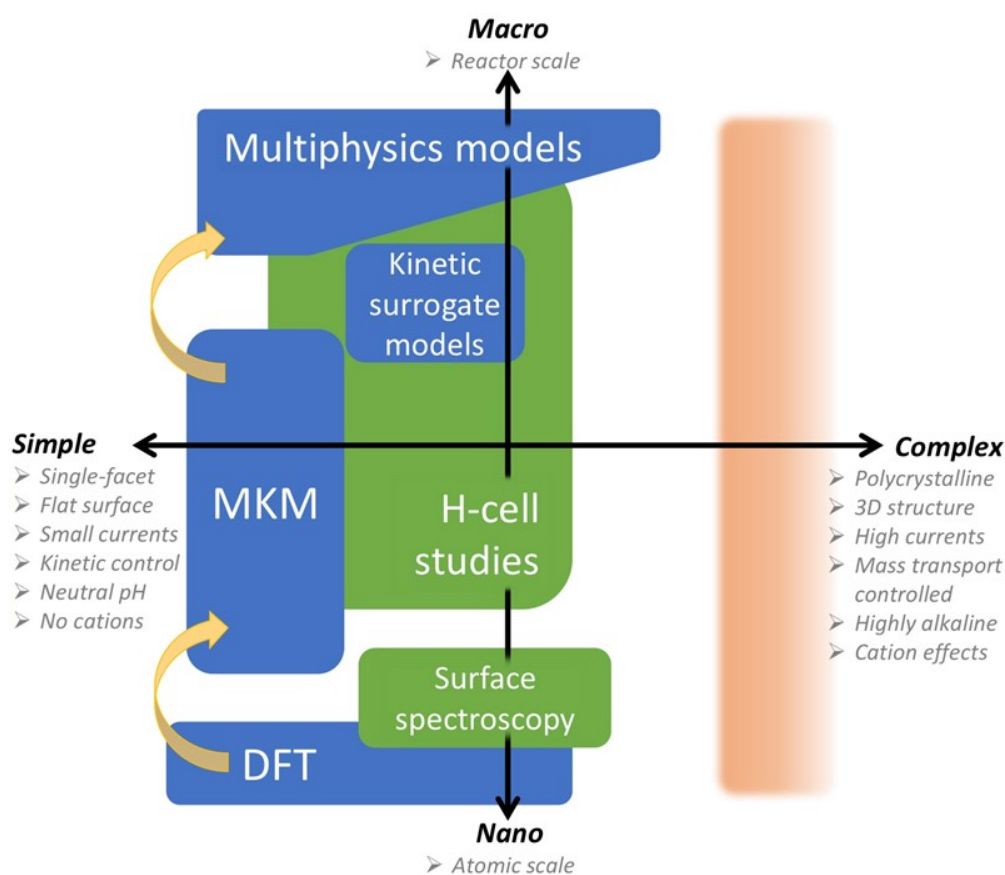 Macro
➢ Reactor scale
Multiphysics models
Kinetic
surrogate
models
Simple
➢ Single-facet
➢ Flat surface
➢ Small currents
➢ Kinetic control
➢ Neutral pH
➢ No cations
MKM
H-cell
studies
Complex
➢ Polycrystalline
➢ 3D structure
➢ High currents
➢ Mass transport
controlled
➢ Highly alkaline
➢ Cation effects
Surface
spectroscopy
DFT
Nano
➢ Atomic scale